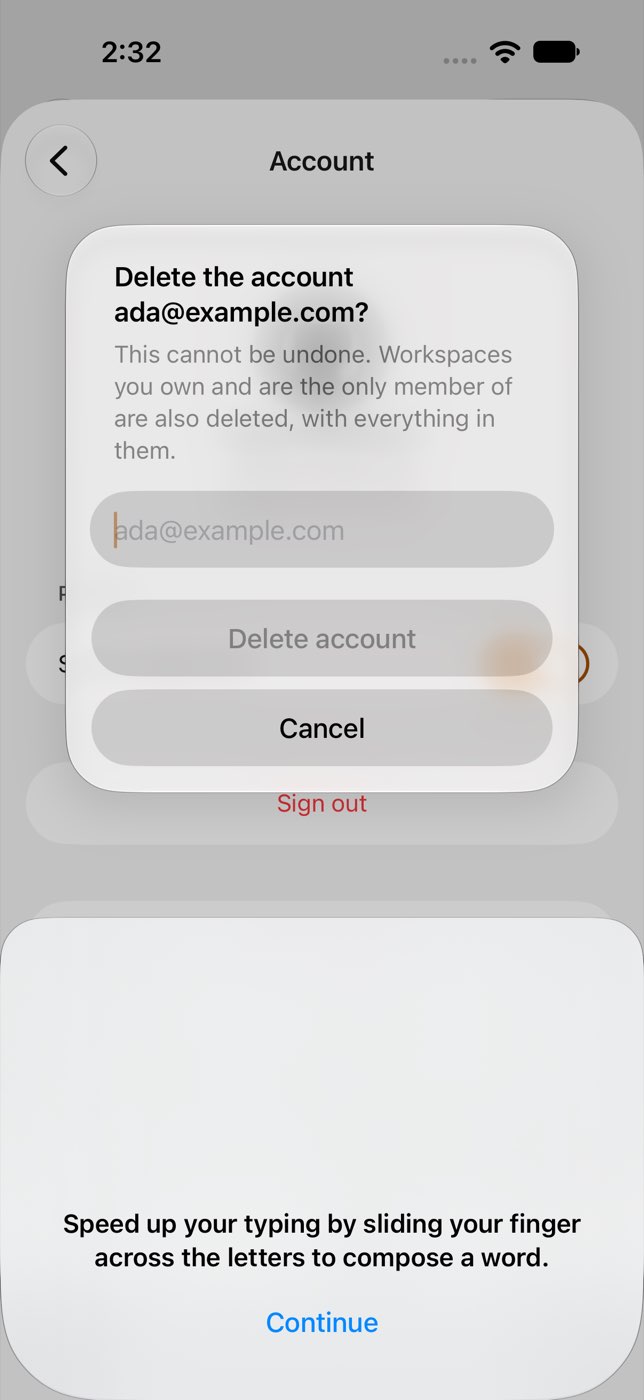 2:32
Account
Delete the account
ada@example.com?
This cannot be undone. Workspaces
you own and are the only member of
are also deleted, with everything in
them.
ada@example.com
Delete account
Cancel
Sign out
Speed up your typing by sliding your finger
across the letters to compose a word.
Continue